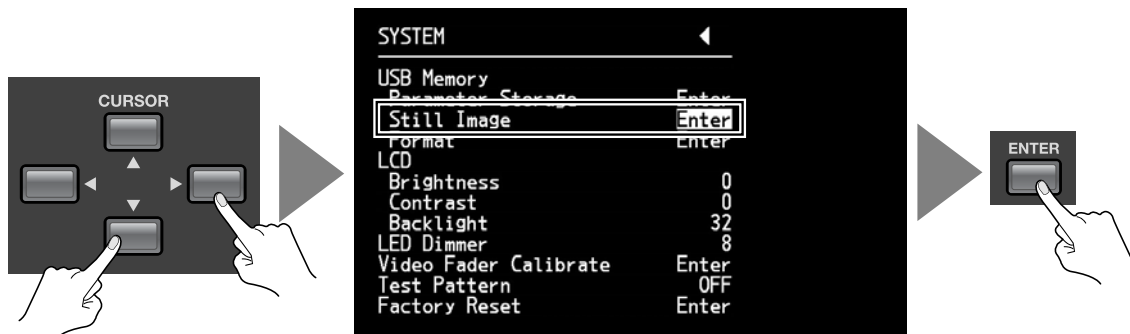 CURSOR
SYSTEM
USB Memory
Parameter Storage Enter
Still Image Enter
Format Enter
LCD
Brightness 0
Contrast 0
Backlight 32
LED Dimmer 8
Video Fader Calibrate Enter
Test Pattern OFF
Factory Reset Enter
ENTER